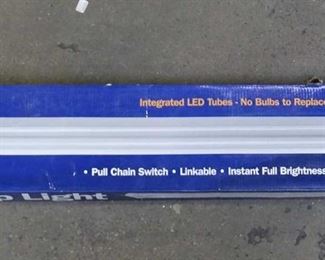 Integrated LED Tubes - No Bulbs to Replace
• Pull Chain Switch • Linkable • Instant Full Brightness
Light